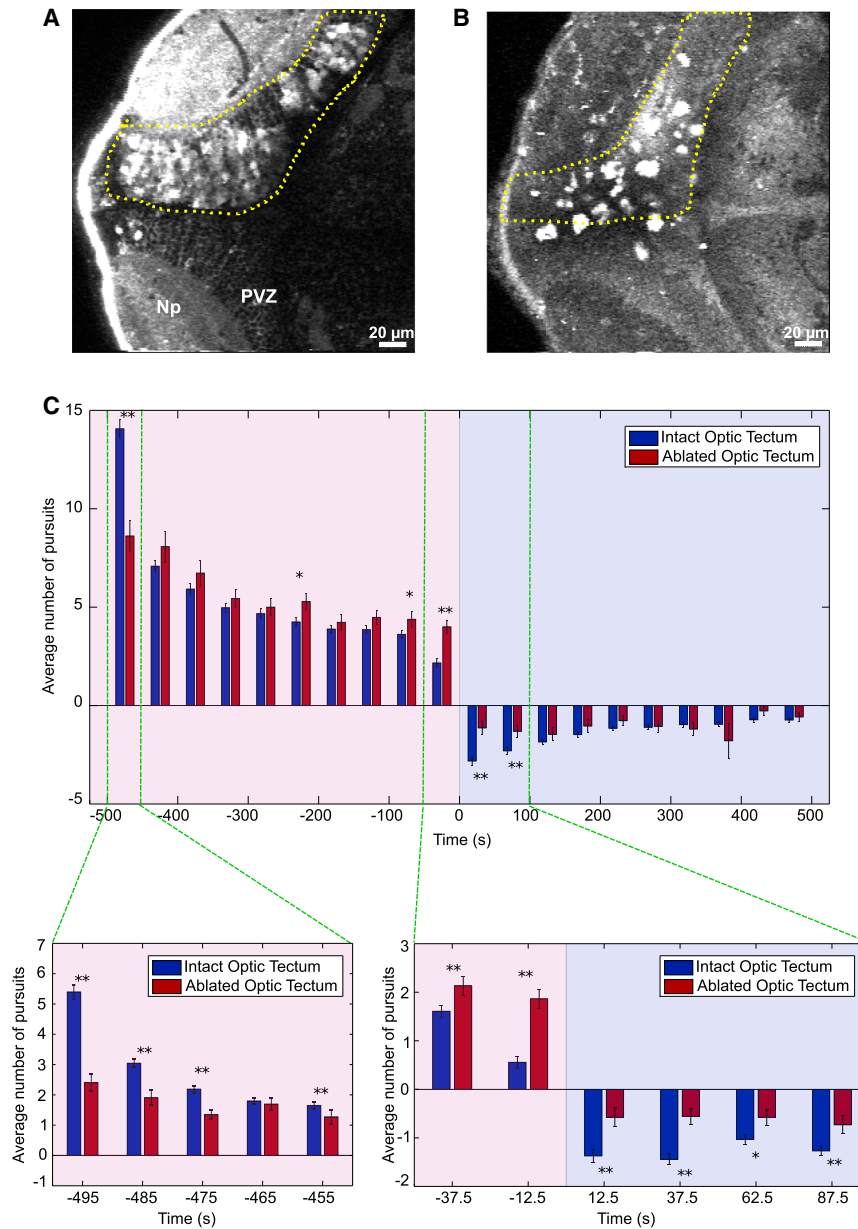 A
B
Np
PVZ
20 µm
20 µm
C
15
10
5
0
-5
Average number of pursuits
**
*
*
**
**
**
Intact Optic Tectum
Ablated Optic Tectum
-500 -400 -300 -200 -100 0 100 200 300 400 500
Time (s)
7
6
5
4
3
2
1
0
-1
Average number of pursuits
**
**
**
**
Intact Optic Tectum
Ablated Optic Tectum
-495 -485 -475 -465 -455
Time (s)
3
2
1
0
-1
-2
Average number of pursuits
**
**
**
**
*
**
Intact Optic Tectum
Ablated Optic Tectum
-37.5 -12.5 12.5 37.5 62.5 87.5
Time (s)